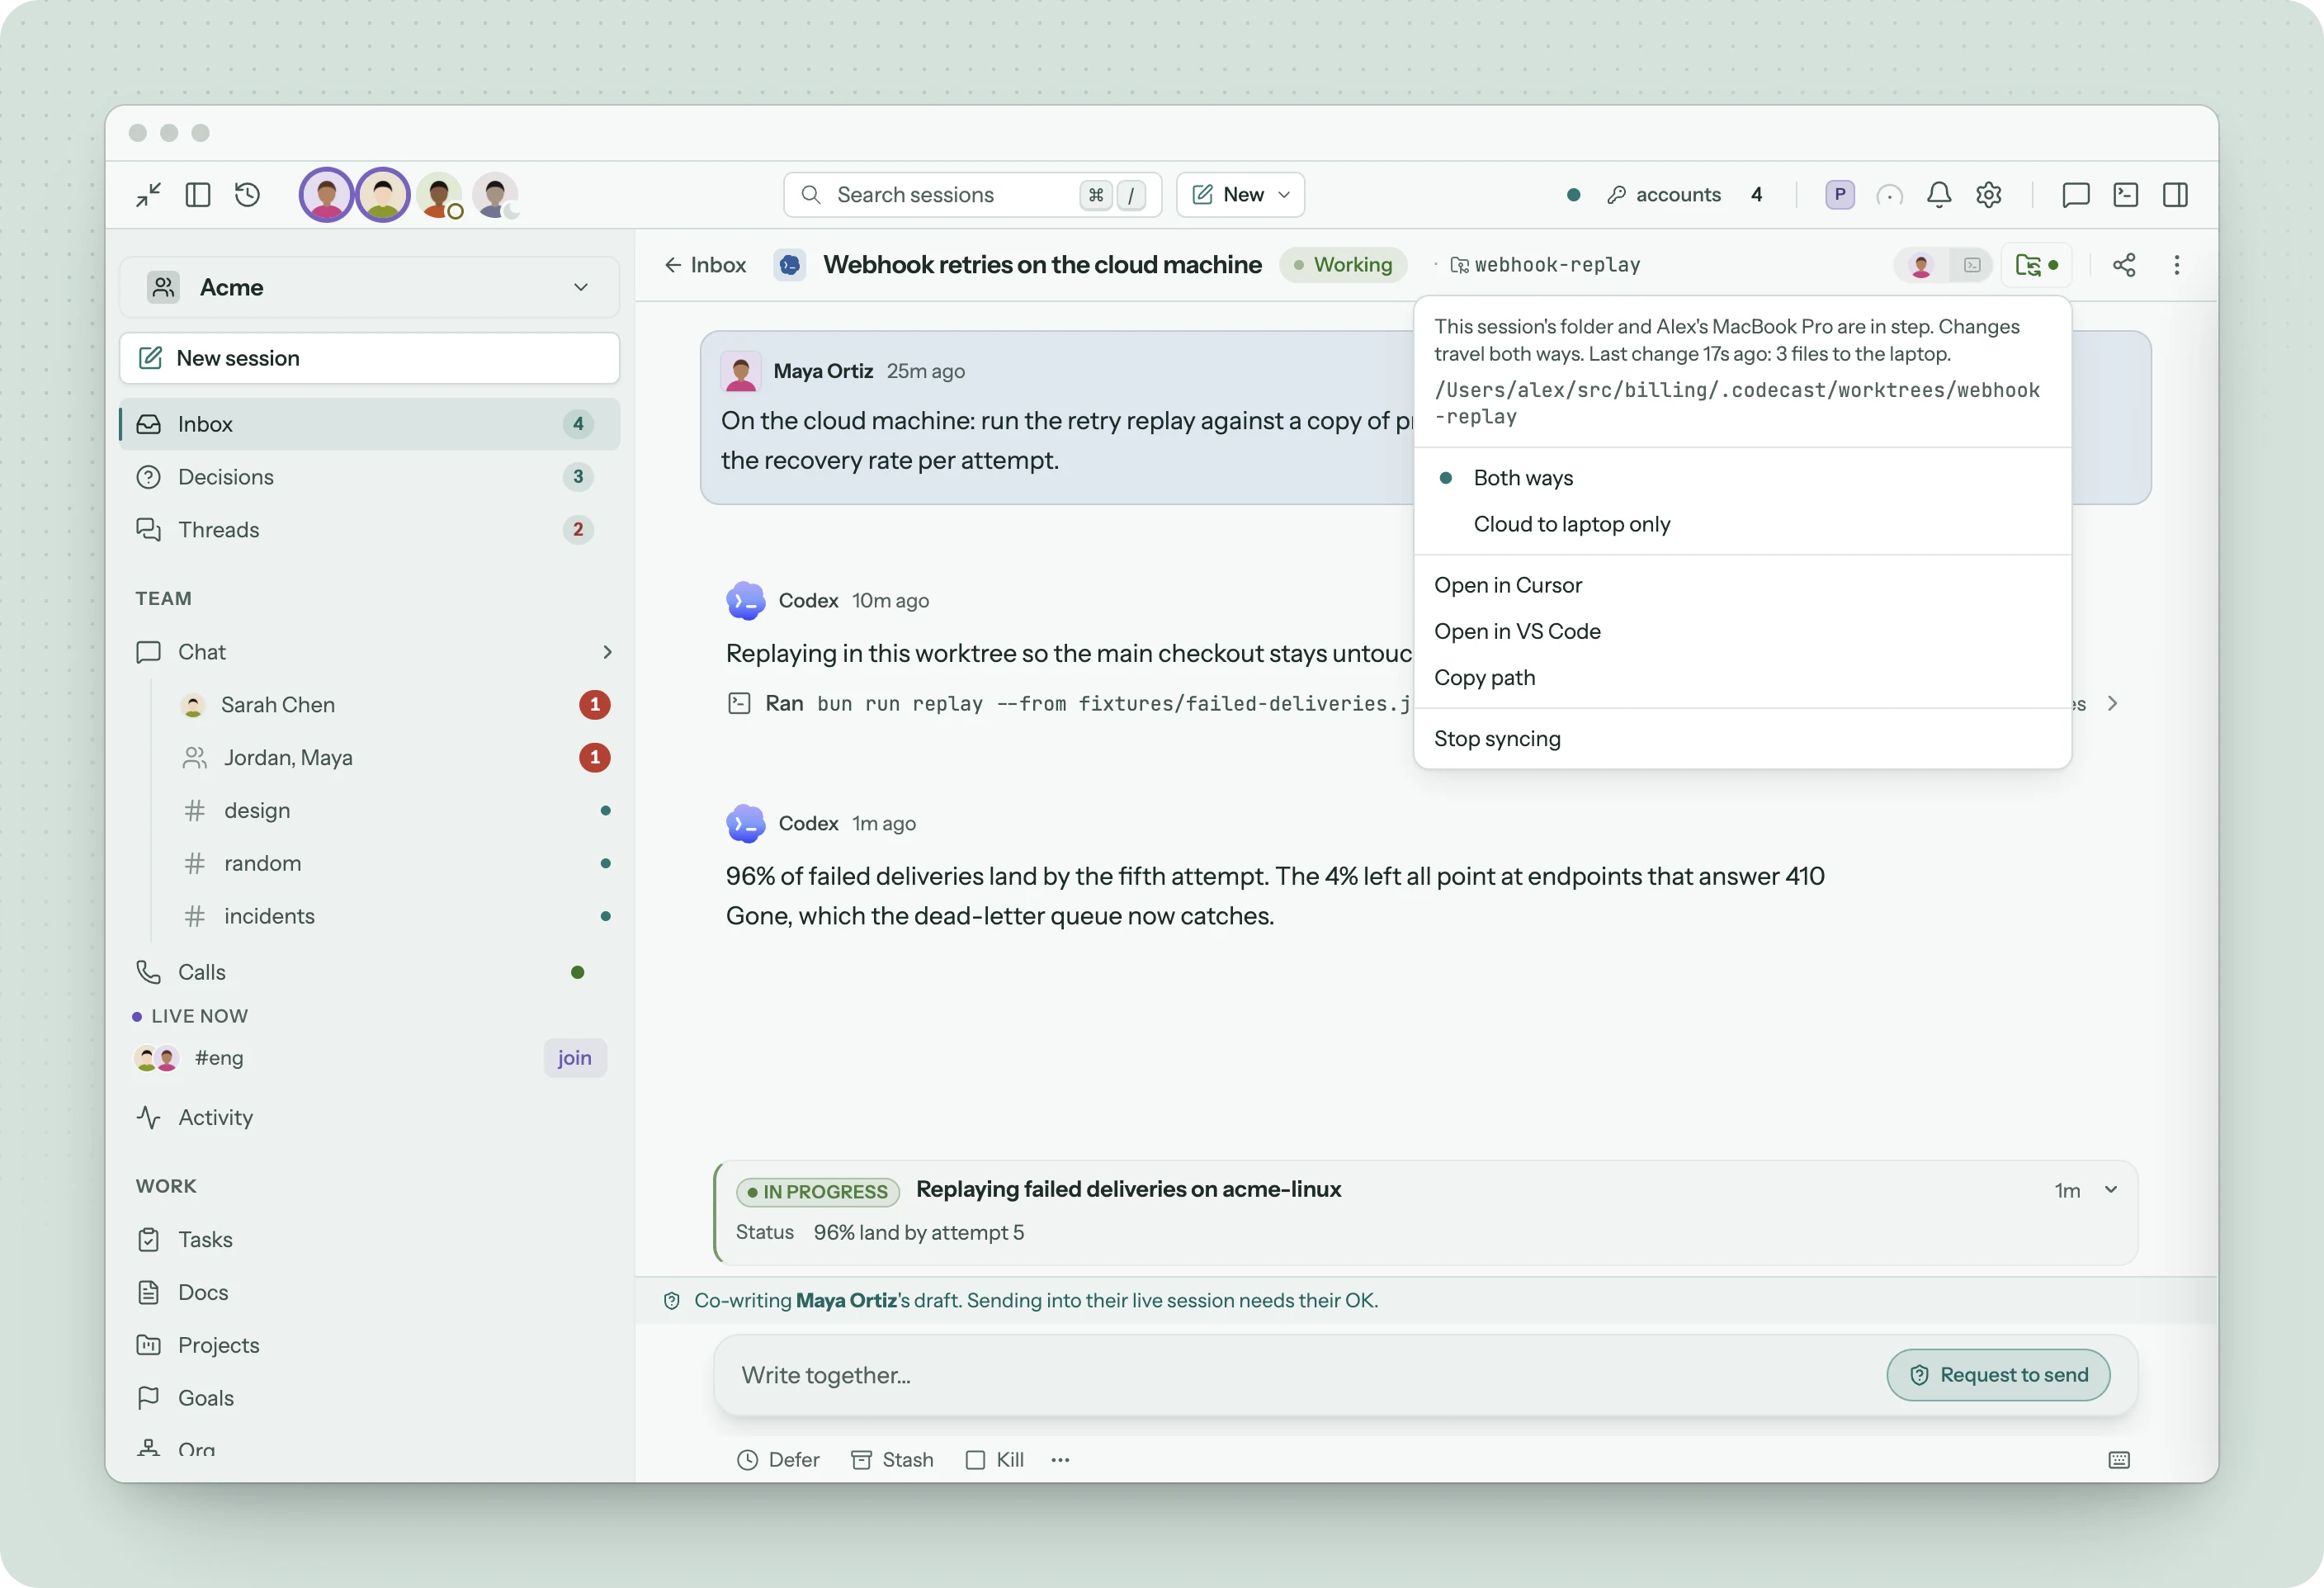 Search sessions ⌘ /
New
accounts 4
P
Acme
New session
Inbox 4
Decisions 3
Threads 2
TEAM
Chat
Sarah Chen 1
Jordan, Maya 1
# design
# random
# incidents
Calls
LIVE NOW
#eng join
Activity
WORK
Tasks
Docs
Projects
Goals
Org
← Inbox
Webhook retries on the cloud machine
Working
· webhook-replay
Maya Ortiz 25m ago
On the cloud machine: run the retry replay against a copy of
the recovery rate per attempt.
Codex 10m ago
Replaying in this worktree so the main checkout stays
Ran bun run replay --from fixtures/failed-deliveries.j
This session's folder and Alex's MacBook Pro are in step. Changes
travel both ways. Last change 17s ago: 3 files to the laptop.
/Users/alex/src/billing/.codecast/worktrees/webhook
-replay
Both ways
Cloud to laptop only
Open in Cursor
Open in VS Code
Copy path
Stop syncing
Codex 1m ago
96% of failed deliveries land by the fifth attempt. The 4% left all point at endpoints that answer 410
Gone, which the dead-letter queue now catches.
IN PROGRESS Replaying failed deliveries on acme-linux 1m
Status 96% land by attempt 5
Co-writing Maya Ortiz's draft. Sending into their live session needs their OK.
Write together...
Request to send
Defer Stash Kill ...